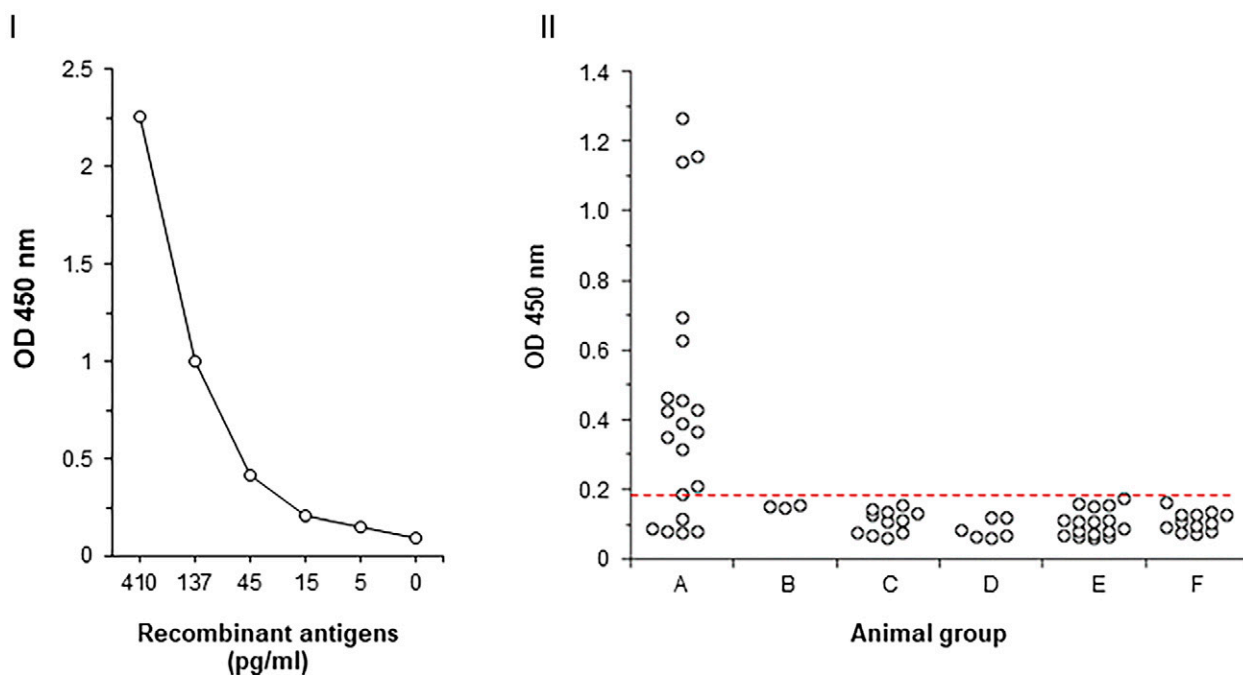 I
2.5
2
1.5
1
0.5
0
OD 450 nm
410 137 45 15 5 0
Recombinant antigens
(pg/ml)
II
1.4
1.2
1.0
0.8
0.6
0.4
0.2
0
OD 450 nm
A B C D E F
Animal group